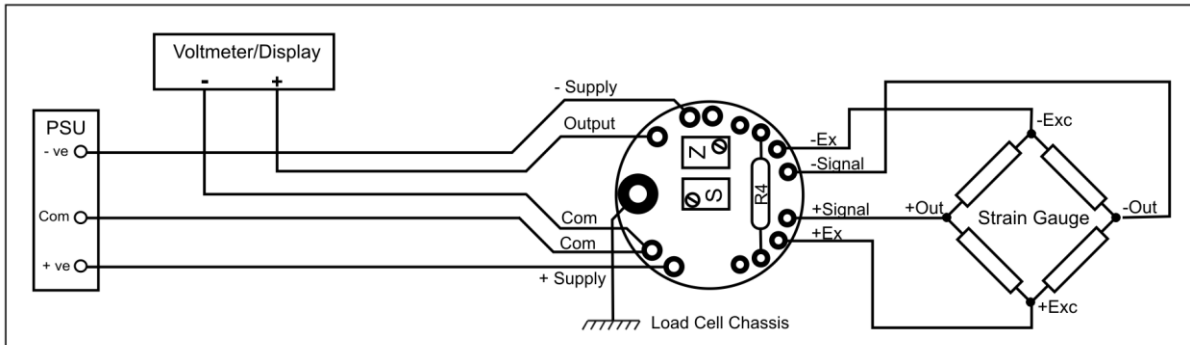 Voltmeter/Display
- +
PSU
- ve
Com
+ ve
- Supply
Output
Com
Com
+ Supply
Z
S
R4
-Ex
-Signal
+Signal
+Ex
-Exc
+Out
Strain Gauge
-Out
+Exc
Load Cell Chassis